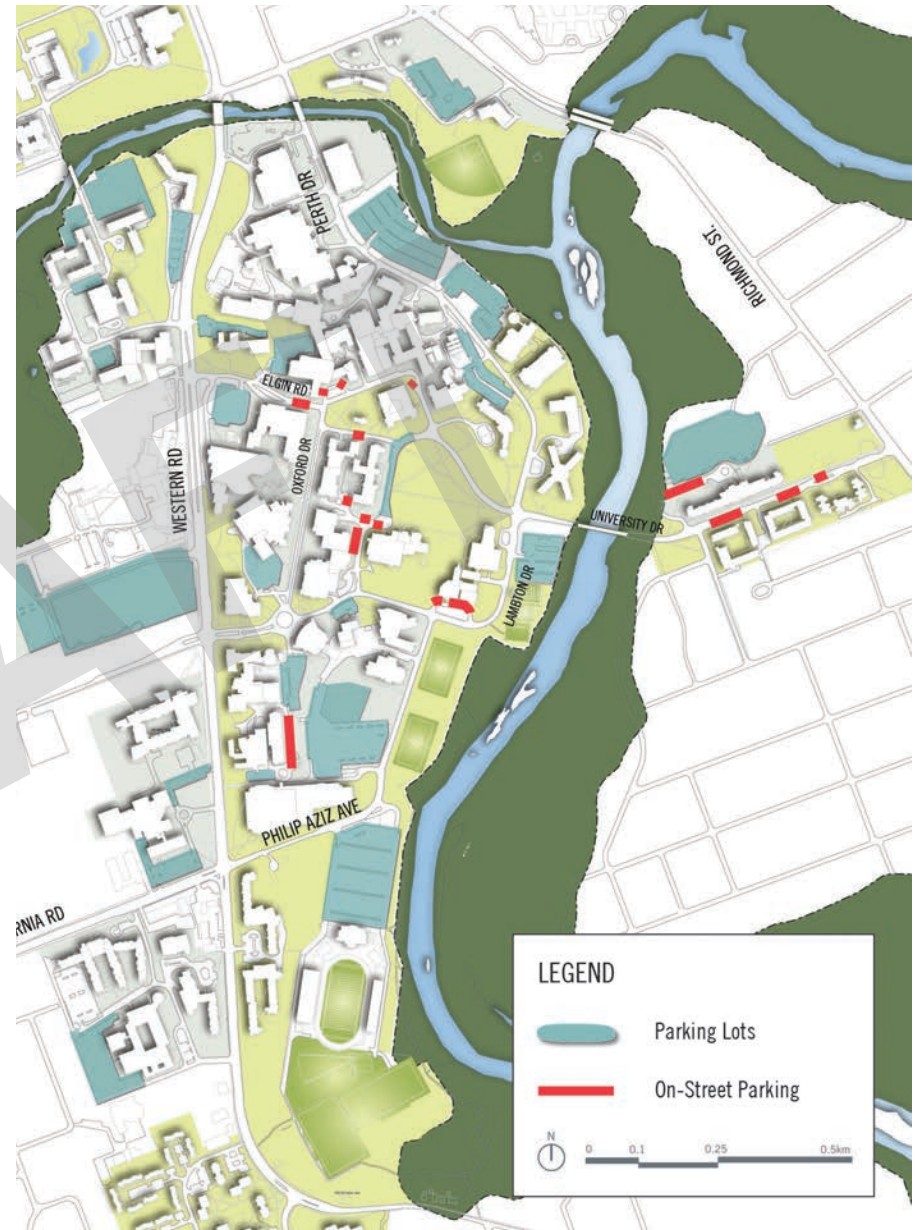 PERTH DR
RICHMOND ST.
ELGIN RD
OXFORD DR
WESTERN RD
UNIVERSITY DR
LAMBTON DR
PHILIP AZIZ AVE
RNIA RD
LEGEND
Parking Lots
On-Street Parking
N
0 0.1 0.25 0.5km